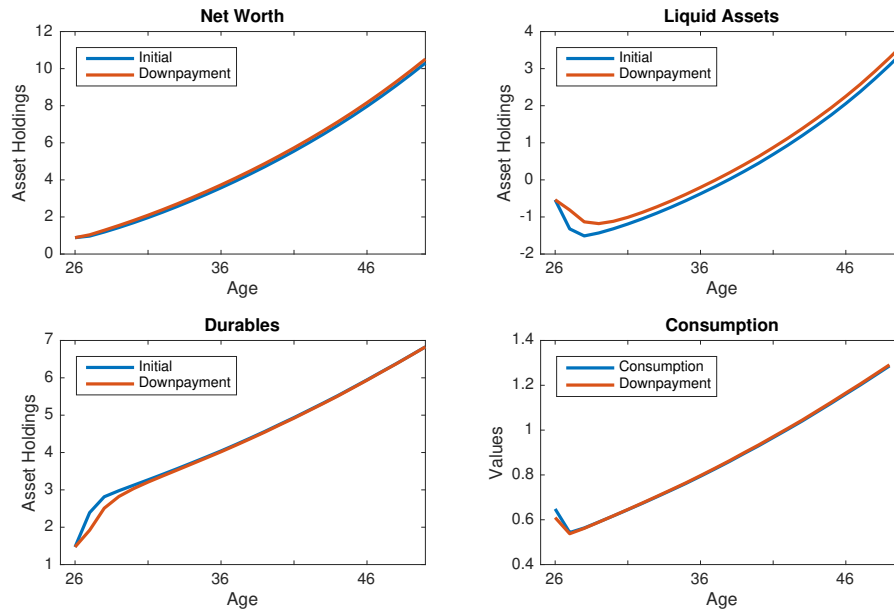 Net Worth
12
10
8
6
4
2
0
26
36
46
Age
Asset Holdings
Initial
Downpayment
Liquid Assets
4
3
2
1
0
-1
-2
26
36
46
Age
Asset Holdings
Initial
Downpayment
Durables
7
6
5
4
3
2
1
26
36
46
Age
Asset Holdings
Initial
Downpayment
Consumption
1.4
1.2
1
0.8
0.6
0.4
26
36
46
Age
Values
Consumption
Downpayment